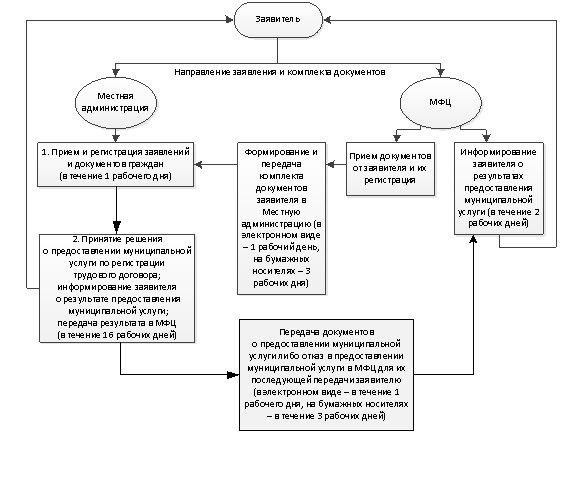 Заявитель
Направление заявления и комплекта документов
Местная
администрация
МФЦ
1. Прием и регистрация заявлений
и документов граждан
(в течение 1 рабочего дня)
Формирование и
передача
комплекта
документов
заявителя в
Местную
администрацию (в
электронном виде
– 1 рабочий день,
на бумажных
носителях – 3
рабочих дня)
Прием документов
от заявителя и их
регистрация
Информирование
заявителя о
результатах
предоставления
муниципальной
услуги (в течение 2
рабочих дней)
2. Принятие решения
о предоставлении муниципальной
услуги по регистрации
трудового договора;
информирование заявителя
о результате предоставления
муниципальной услуги;
передача результата в МФЦ
(в течение 16 рабочих дней)
Передача документов
о предоставлении муниципальной
услуги либо отказ в предоставлении
муниципальной услуги в МФЦ для их
последующей передачи заявителю
(в электронном виде – в течение 1
рабочего дня, на бумажных носителях
– в течение 3 рабочих дней)